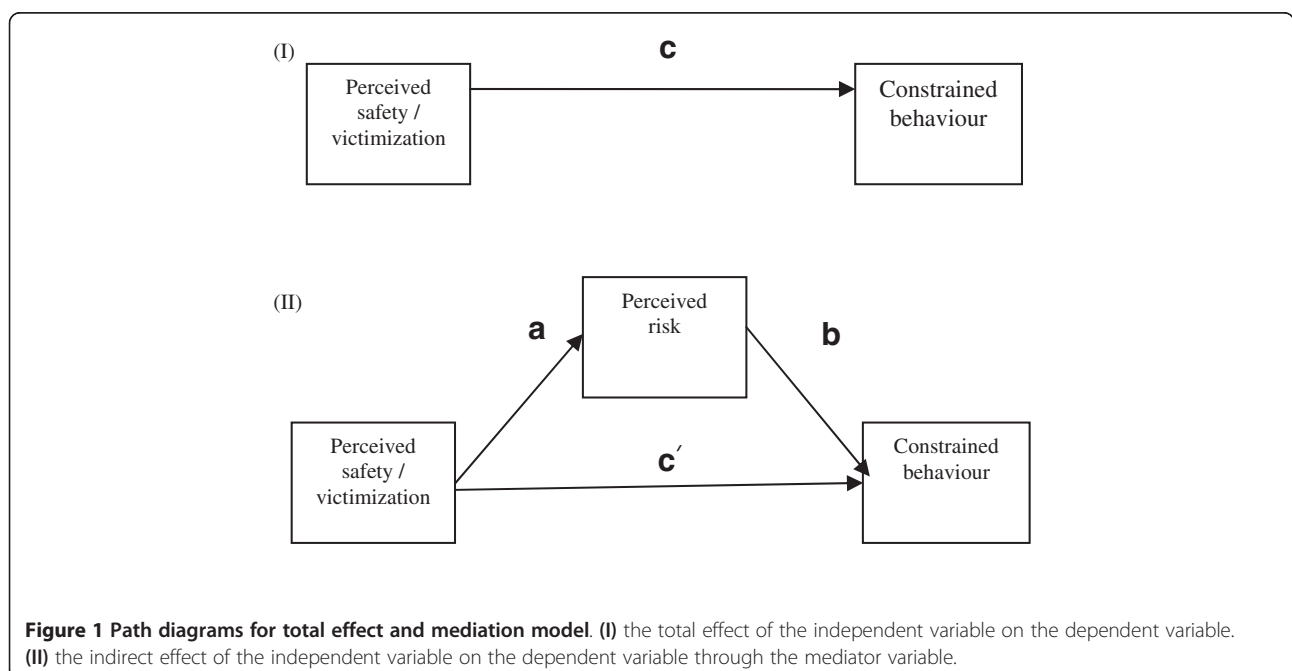 (I)
c
Perceived
safety /
victimization
Constrained
behaviour
(II)
Perceived
risk
a
b
Perceived
safety /
victimization
c′
Constrained
behaviour
Figure 1 Path diagrams for total effect and mediation model. (I) the total effect of the independent variable on the dependent variable.
(II) the indirect effect of the independent variable on the dependent variable through the mediator variable.